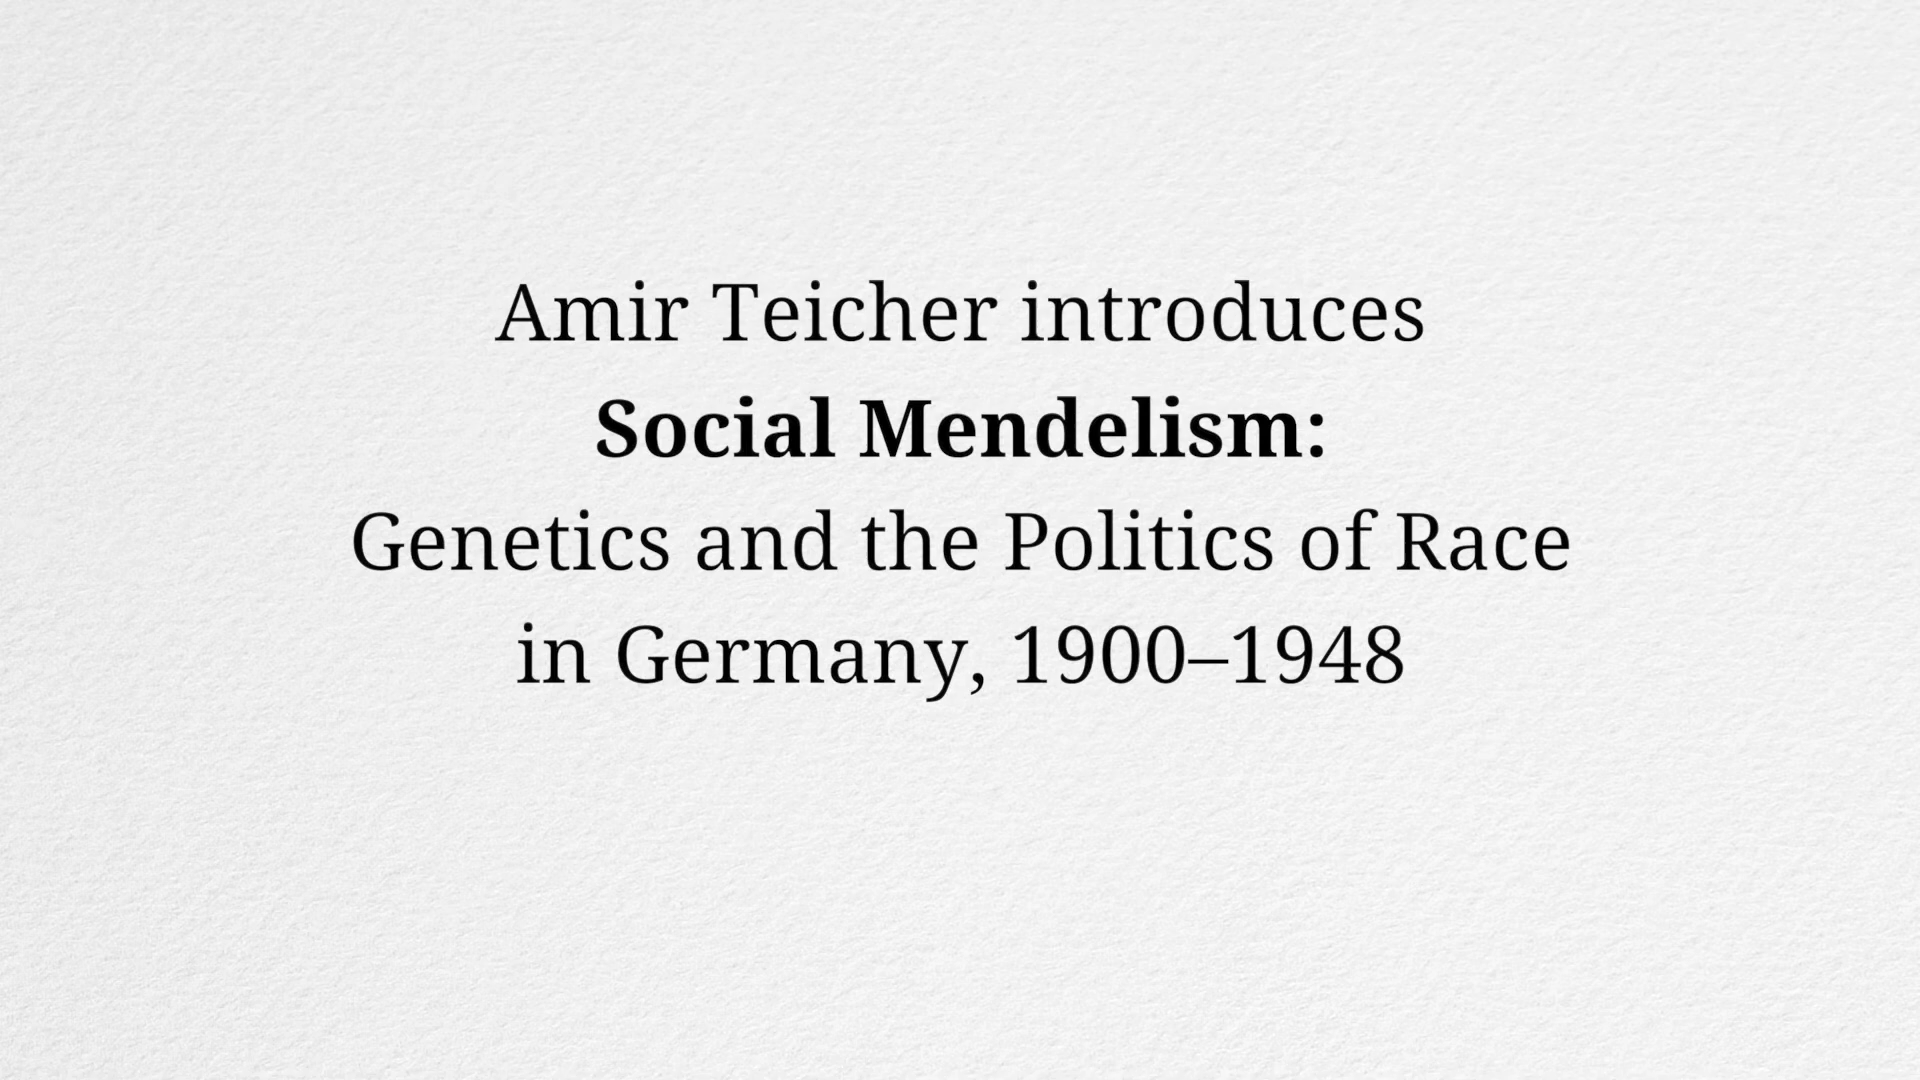 Amir Teicher introduces
Social Mendelism:
Genetics and the Politics of Race
in Germany, 1900–1948